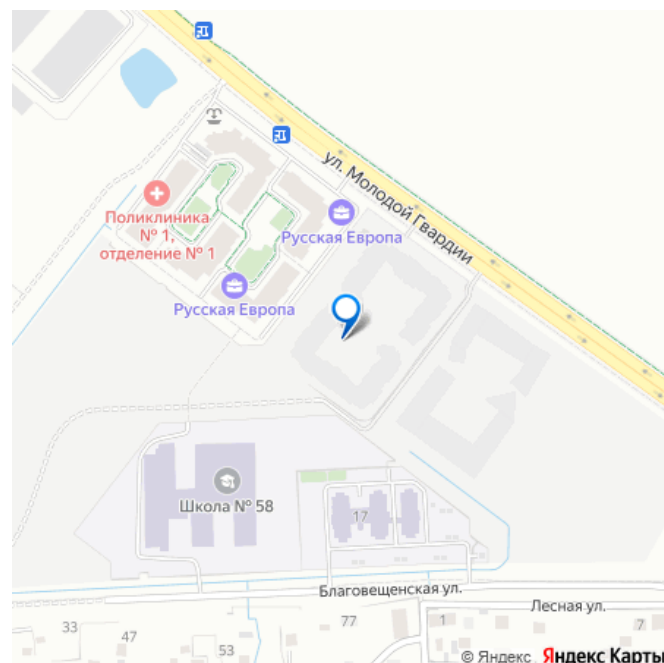 ул. Молодой Гвардии
Поликлиника
№ 1,
отделение № 1
Русская Европа
Русская Европа
Школа № 58
17
Благовещенская ул.
Лесная ул.
33
47
53
77
1
7
© Яндекс Яндекс Карты